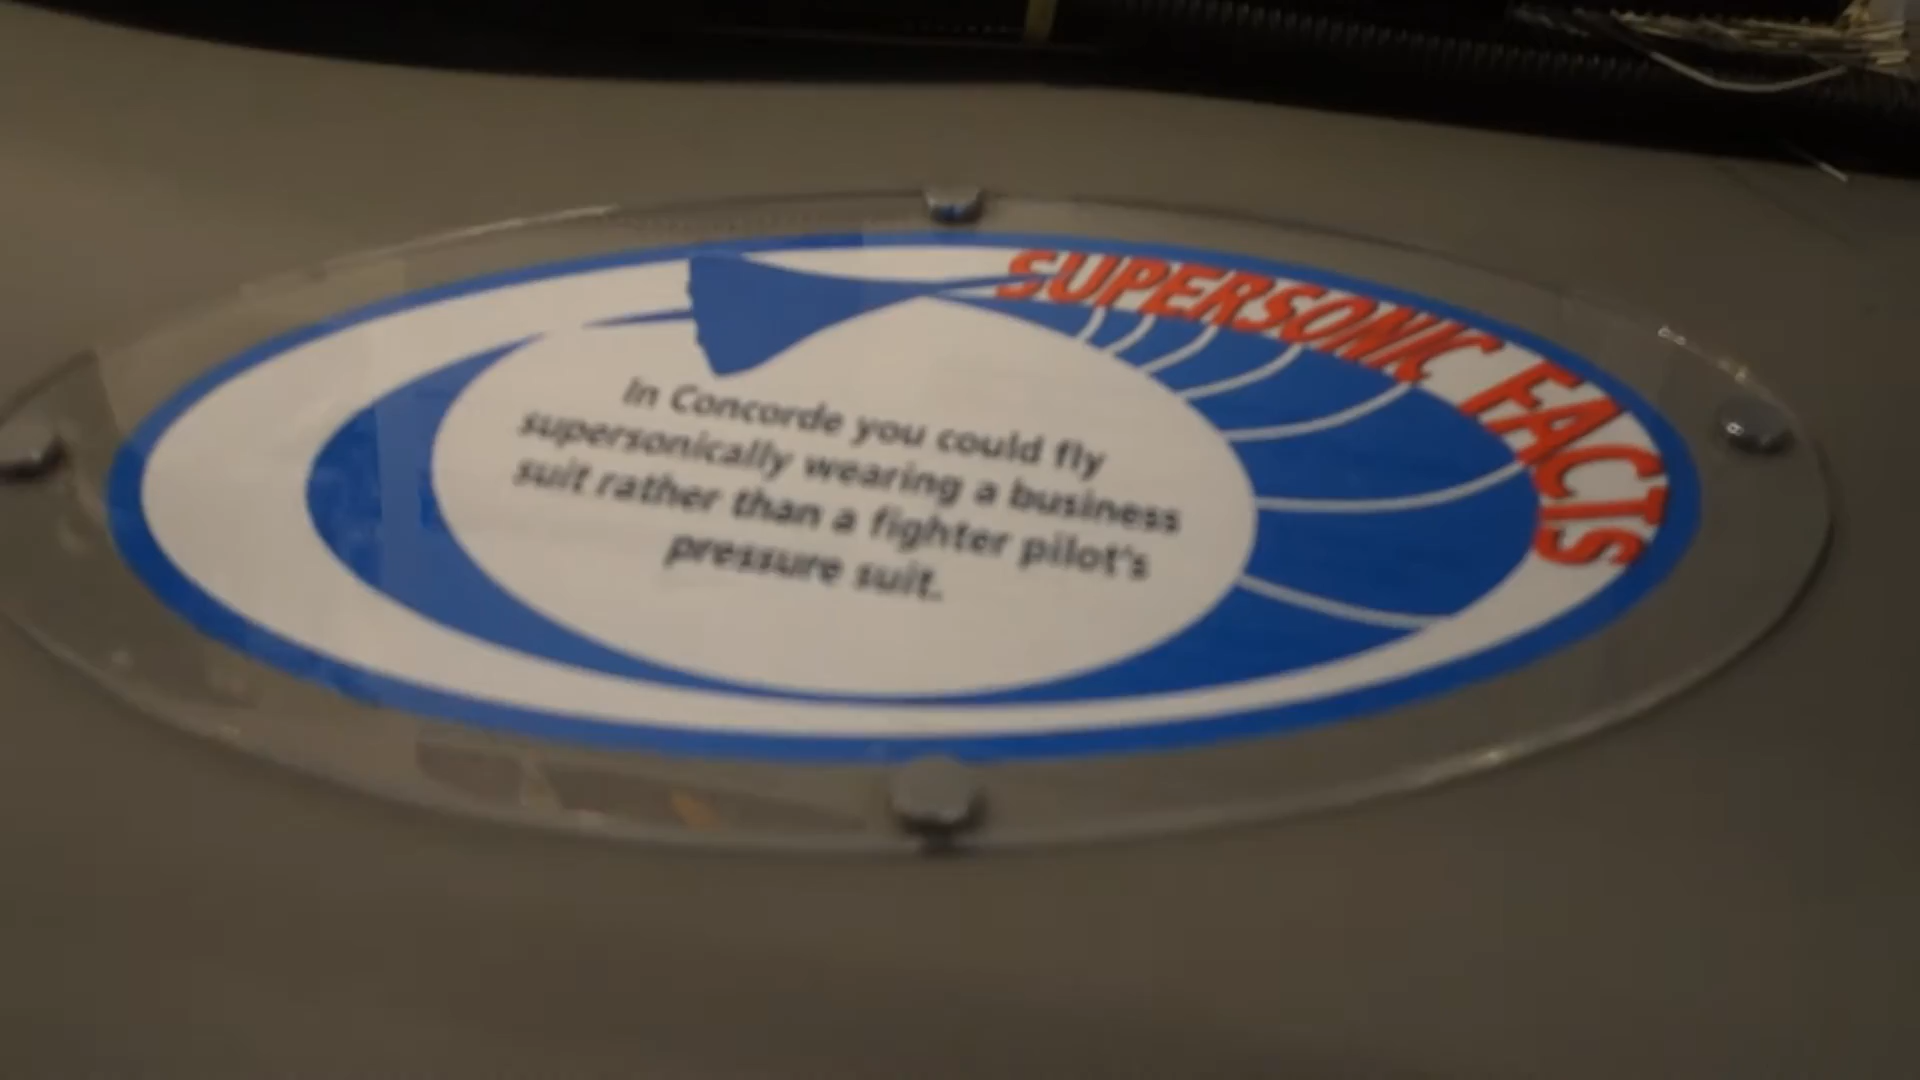 SUPERSONIC FACTS
In Concorde you could fly
supersonically wearing a business
suit rather than a fighter pilot's
pressure suit.